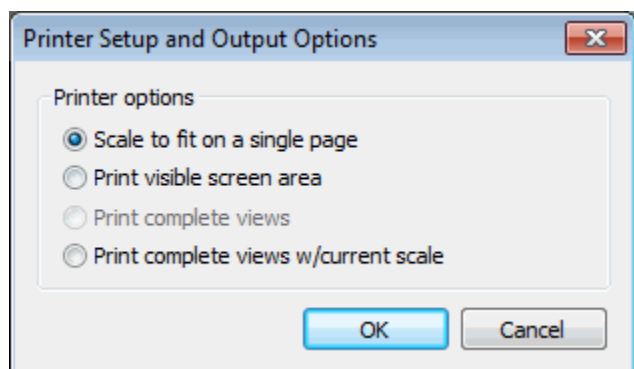 Printer Setup and Output Options
Printer options
Scale to fit on a single page
Print visible screen area
Print complete views
Print complete views w/current scale
OK Cancel